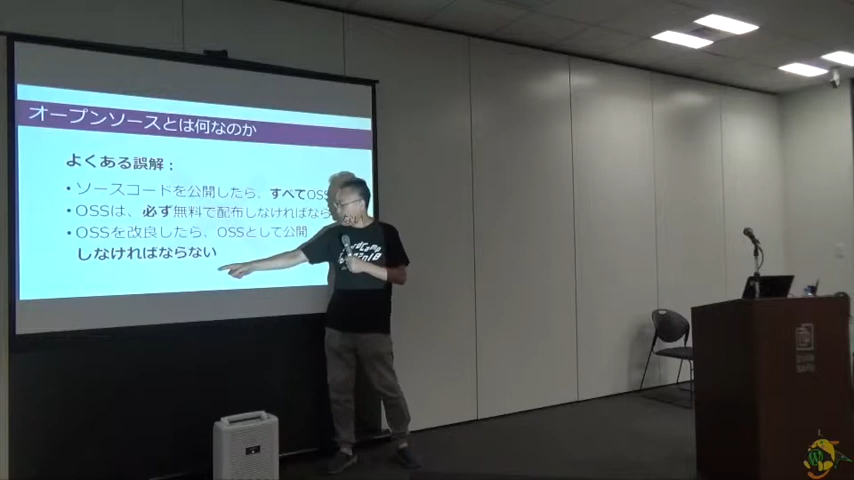 オープンソースとは何なのか
よくある誤解：
・ソースコードを公開したら、すべてOSS
・OSSは、必ず無料で配布しなければなら
・OSSを改良したら、OSSとして公開
しなければならない